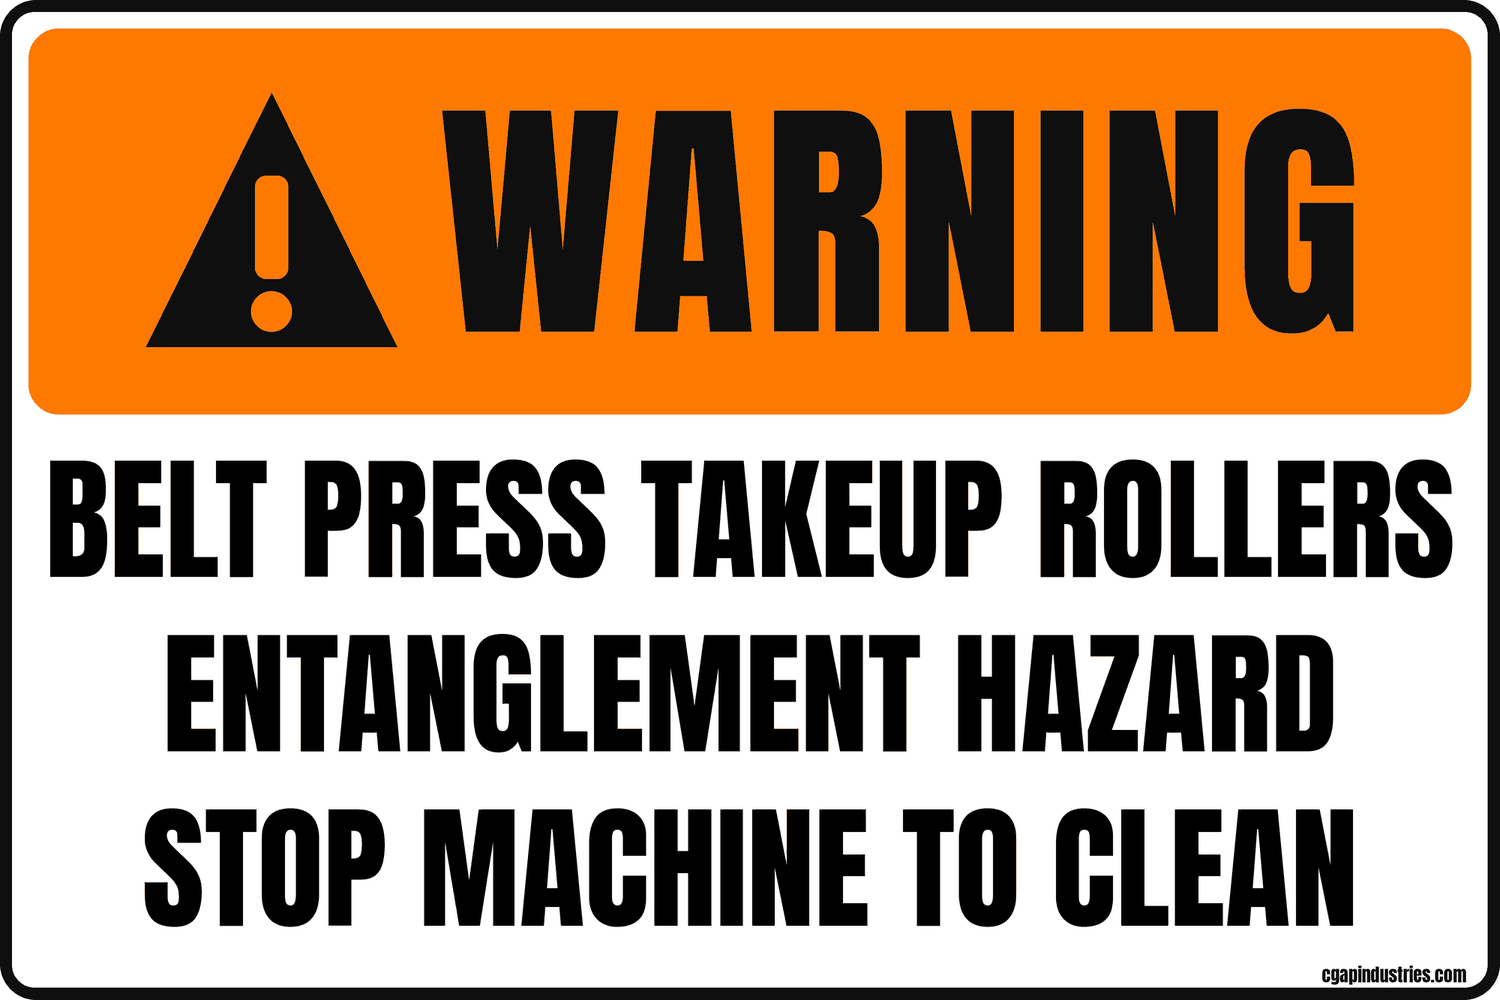 WARNING
BELT PRESS TAKEUP ROLLERS
ENTANGLEMENT HAZARD
STOP MACHINE TO CLEAN
cgapindustries.com